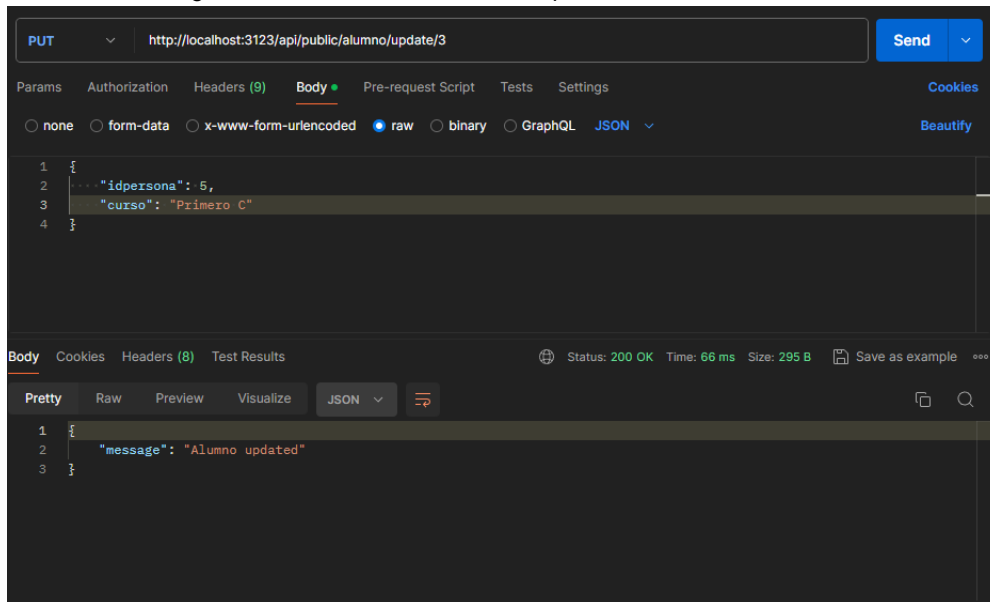 PUT http://localhost:3123/api/public/alumno/update/3 Send
Params Authorization Headers (9) Body Pre-request Script Tests Settings Cookies
none form-data x-www-form-urlencoded raw binary GraphQL JSON Beautify
1 {
2 "idpersona": 5,
3 "curso": "Primero C"
4 }
Body Cookies Headers (8) Test Results Status: 200 OK Time: 66 ms Size: 295 B Save as example
Pretty Raw Preview Visualize JSON
1 {
2 "message": "Alumno updated"
3 }